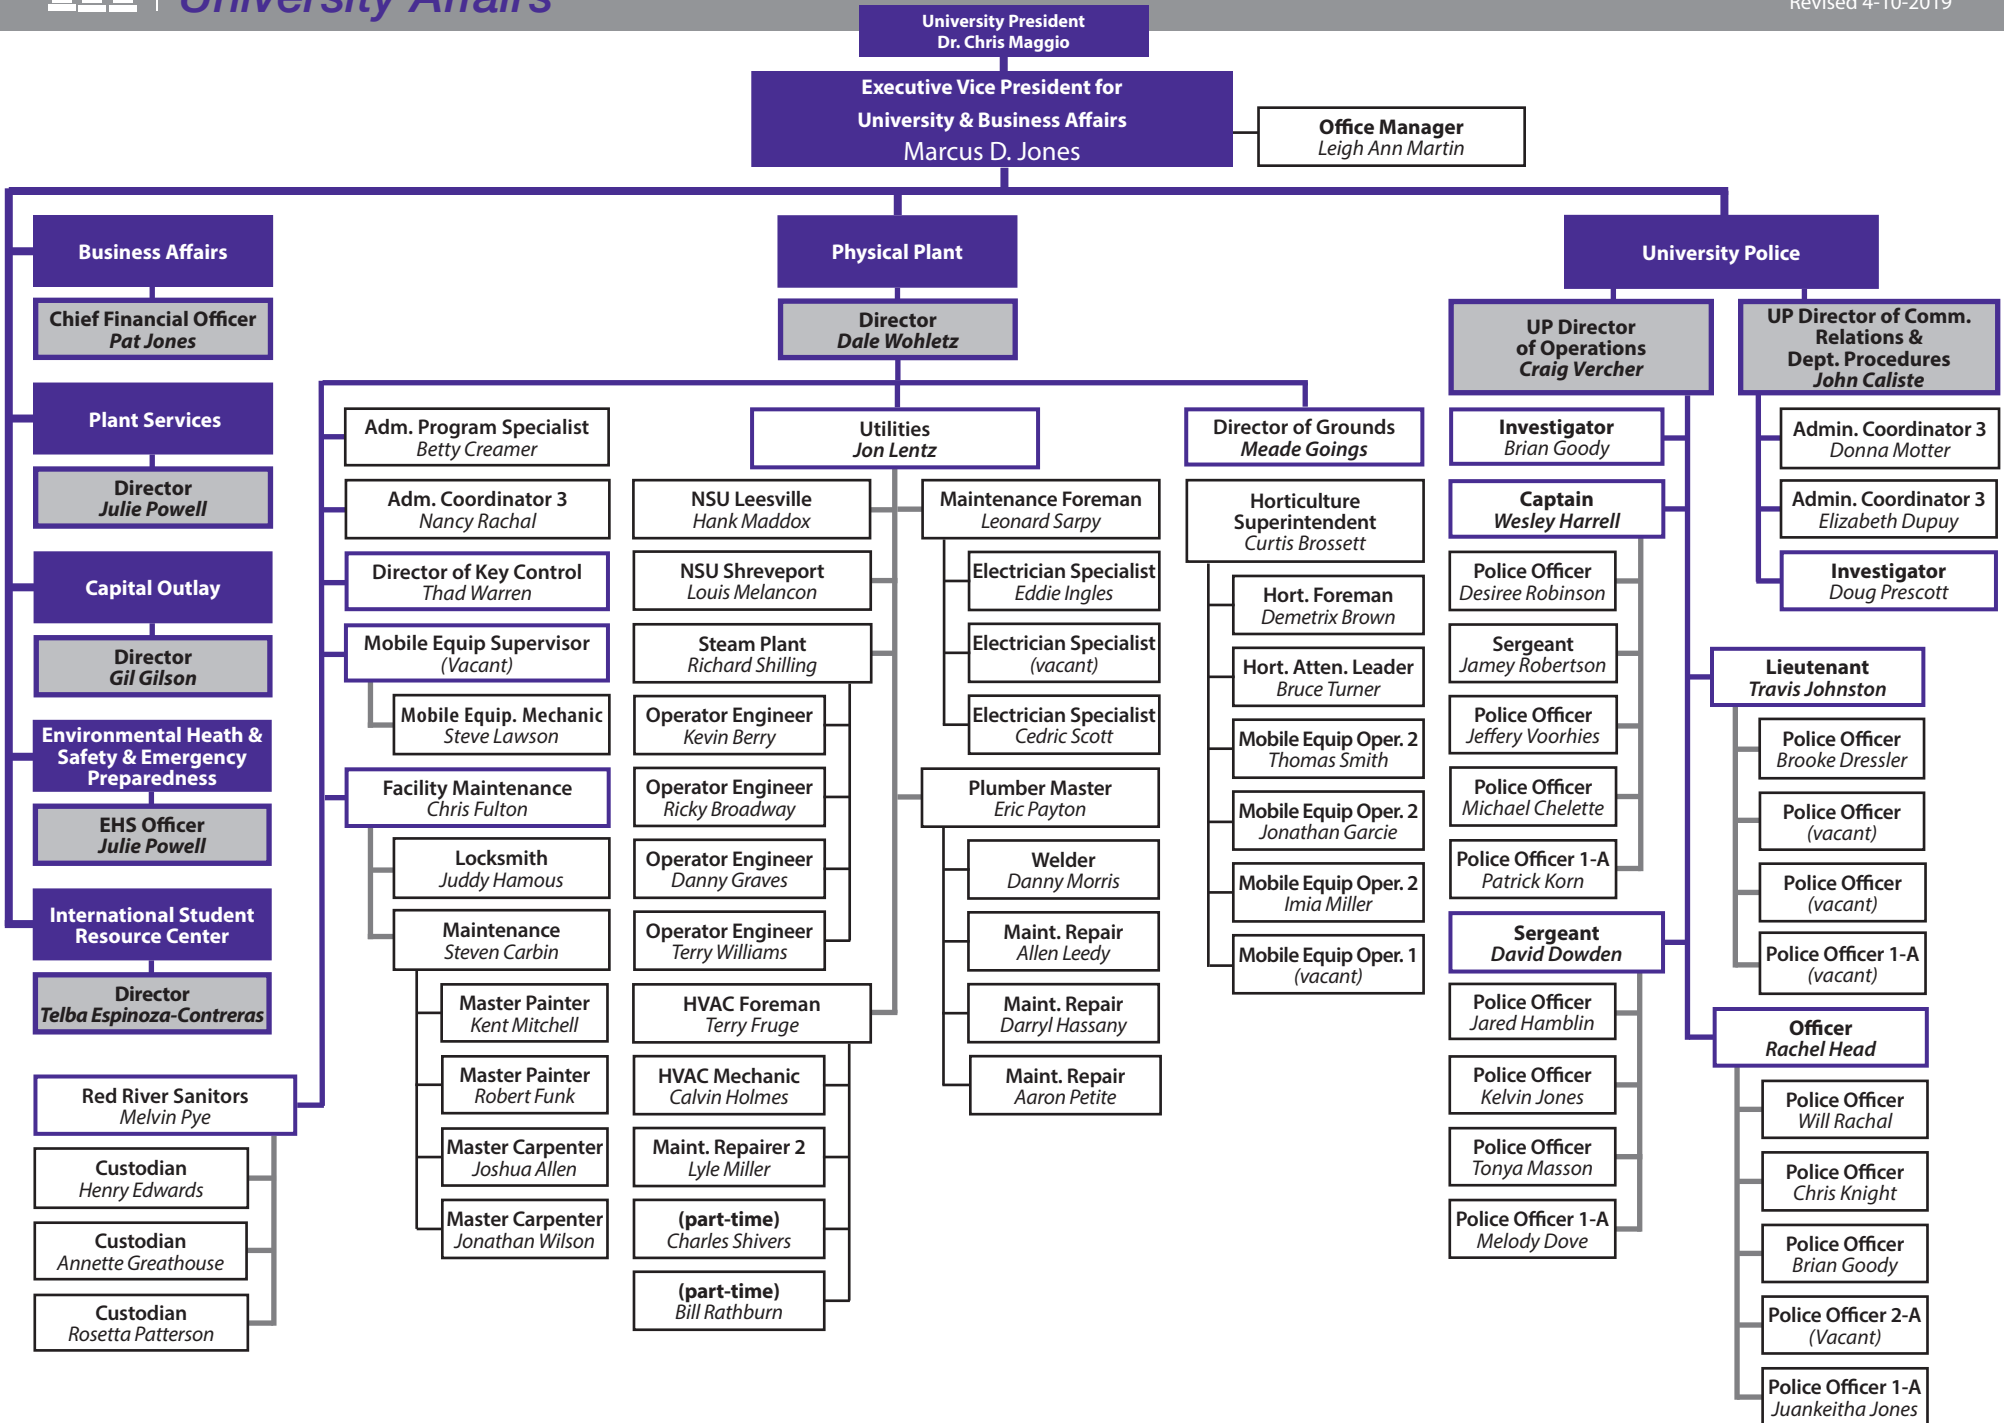 University Affairs
Revised 4-10-2019
University President
Dr. Chris Maggio
Executive Vice President for
University & Business Affairs
Marcus D. Jones
Office Manager
Leigh Ann Martin
Business Affairs
Chief Financial Officer
Pat Jones
Plant Services
Director
Julie Powell
Capital Outlay
Director
Gil Gilson
Environmental Heath &
Safety & Emergency
Preparedness
EHS Officer
Julie Powell
International Student
Resource Center
Director
Telba Espinoza-Contreras
Physical Plant
Director
Dale Wohletz
Adm. Program Specialist
Betty Creamer
Adm. Coordinator 3
Nancy Rachal
Director of Key Control
Thad Warren
Mobile Equip Supervisor
(Vacant)
Mobile Equip. Mechanic
Steve Lawson
Facility Maintenance
Chris Fulton
Locksmith
Juddy Hamous
Maintenance
Steven Carbin
Master Painter
Kent Mitchell
Master Painter
Robert Funk
Master Carpenter
Joshua Allen
Master Carpenter
Jonathan Wilson
Red River Sanitors
Melvin Pye
Custodian
Henry Edwards
Custodian
Annette Greathouse
Custodian
Rosetta Patterson
Utilities
Jon Lentz
NSU Leesville
Hank Maddox
NSU Shreveport
Louis Melancon
Steam Plant
Richard Shilling
Operator Engineer
Kevin Berry
Operator Engineer
Ricky Broadway
Operator Engineer
Danny Graves
Operator Engineer
Terry Williams
HVAC Foreman
Terry Fruge
HVAC Mechanic
Calvin Holmes
Maint. Repairer 2
Lyle Miller
(part-time)
Charles Shivers
(part-time)
Bill Rathburn
Maintenance Foreman
Leonard Sarpy
Electrician Specialist
Eddie Ingles
Electrician Specialist
(vacant)
Electrician Specialist
Cedric Scott
Plumber Master
Eric Payton
Welder
Danny Morris
Maint. Repair
Allen Leedy
Maint. Repair
Darryl Hassany
Maint. Repair
Aaron Petite
Director of Grounds
Meade Goings
Horticulture
Superintendent
Curtis Brossett
Hort. Foreman
Demetrix Brown
Hort. Atten. Leader
Bruce Turner
Mobile Equip Oper. 2
Thomas Smith
Mobile Equip Oper. 2
Jonathan Garcie
Mobile Equip Oper. 2
Imia Miller
Mobile Equip Oper. 1
(vacant)
University Police
UP Director
of Operations
Craig Vercher
Investigator
Brian Goody
Captain
Wesley Harrell
Police Officer
Desiree Robinson
Sergeant
Jamey Robertson
Police Officer
Jeffery Voorhies
Police Officer
Michael Chelette
Police Officer 1-A
Patrick Korn
Sergeant
David Dowden
Police Officer
Jared Hamblin
Police Officer
Kelvin Jones
Police Officer
Tonya Masson
Police Officer 1-A
Melody Dove
UP Director of Comm.
Relations &
Dept. Procedures
John Caliste
Admin. Coordinator 3
Donna Motter
Admin. Coordinator 3
Elizabeth Dupuy
Investigator
Doug Prescott
Lieutenant
Travis Johnston
Police Officer
Brooke Dressler
Police Officer
(vacant)
Police Officer
(vacant)
Police Officer 1-A
(vacant)
Officer
Rachel Head
Police Officer
Will Rachal
Police Officer
Chris Knight
Police Officer
Brian Goody
Police Officer 2-A
(Vacant)
Police Officer 1-A
Juankeitha Jones